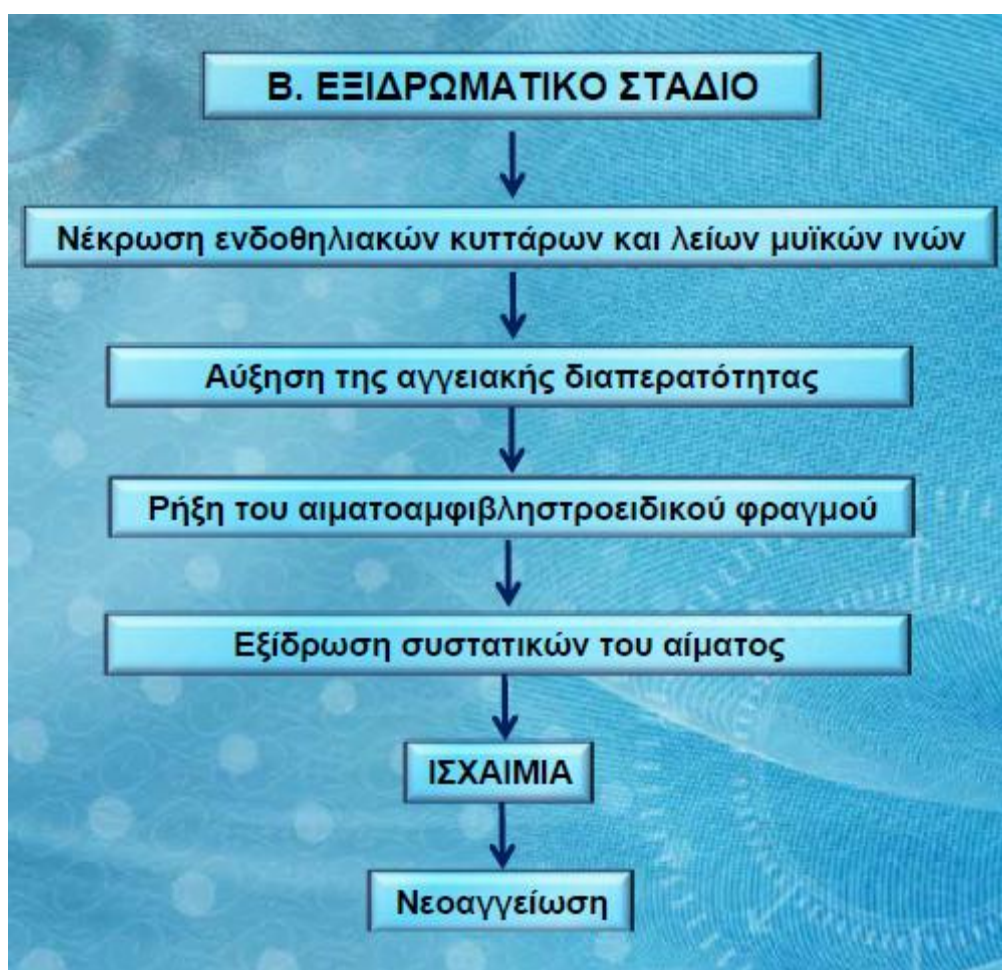 Β. ΕΞΙΔΡΩΜΑΤΙΚΟ ΣΤΑΔΙΟ
Νέκρωση ενδοθηλιακών κυττάρων και λείων μυϊκών ινών
Αύξηση της αγγειακής διαπερατότητας
Ρήξη του αιματοαμφιβληστροειδικού φραγμού
Εξίδρωση συστατικών του αίματος
ΙΣΧΑΙΜΙΑ
Νεοαγγείωση